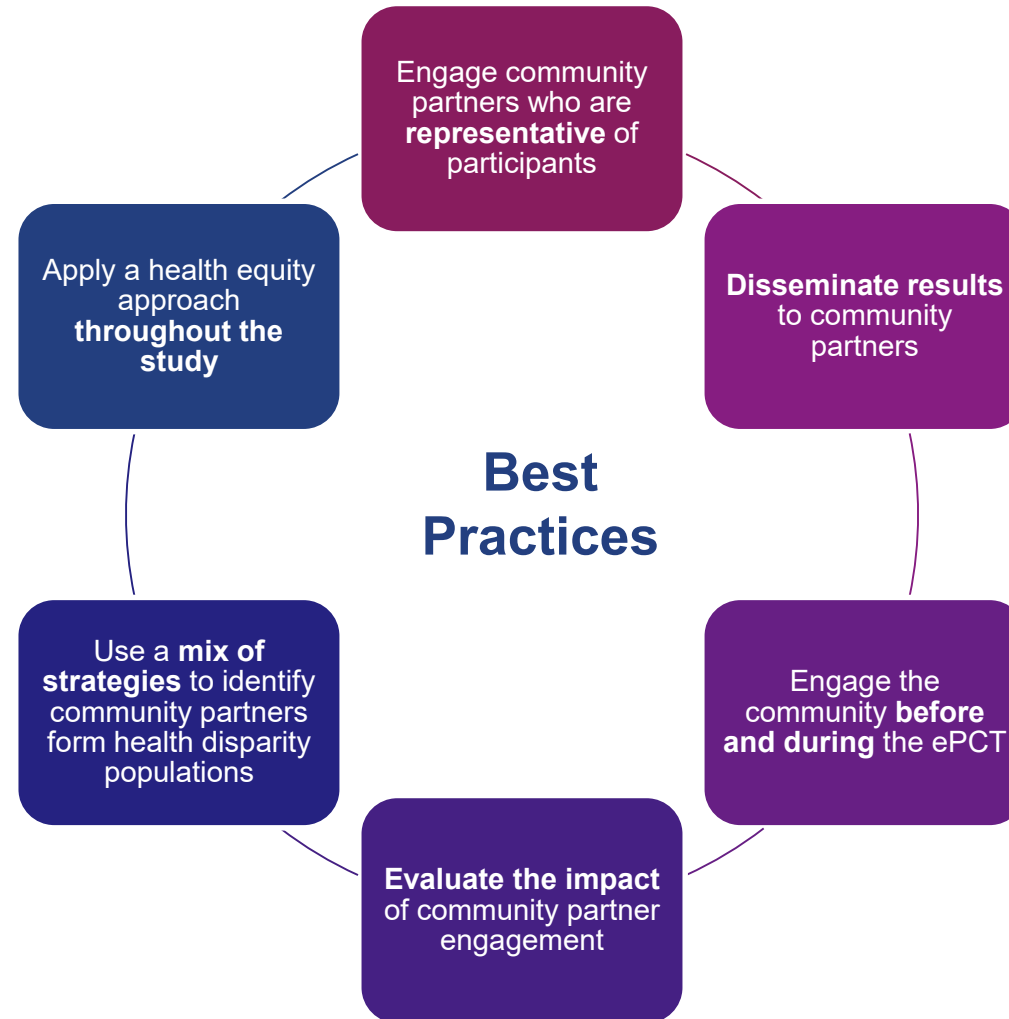 Engage community
partners who are
representative of
participants
Disseminate results
to community
partners
Engage the
community before
and during the ePCT
Evaluate the impact
of community partner
engagement
Use a mix of
strategies to identify
community partners
form health disparity
populations
Apply a health equity
approach
throughout the
study
Best
Practices